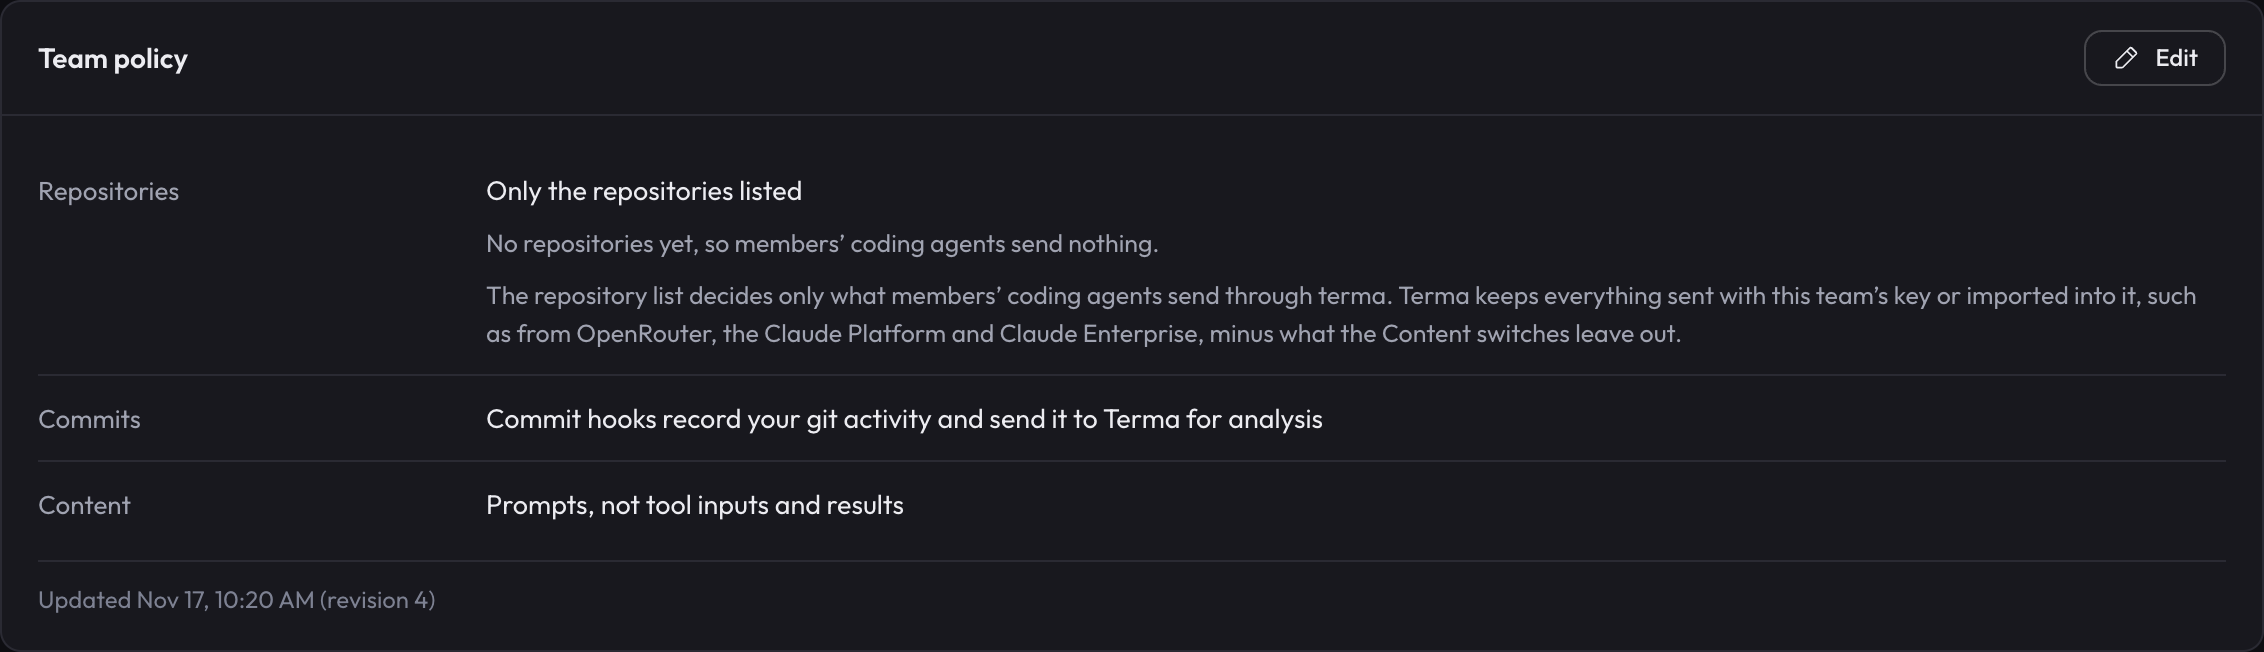 Team policy
Edit
Repositories
Only the repositories listed
No repositories yet, so members’ coding agents send nothing.
The repository list decides only what members’ coding agents send through terma. Terma keeps everything sent with this team’s key or imported into it, such
as from OpenRouter, the Claude Platform and Claude Enterprise, minus what the Content switches leave out.
Commits
Commit hooks record your git activity and send it to Terma for analysis
Content
Prompts, not tool inputs and results
Updated Nov 17, 10:20 AM (revision 4)